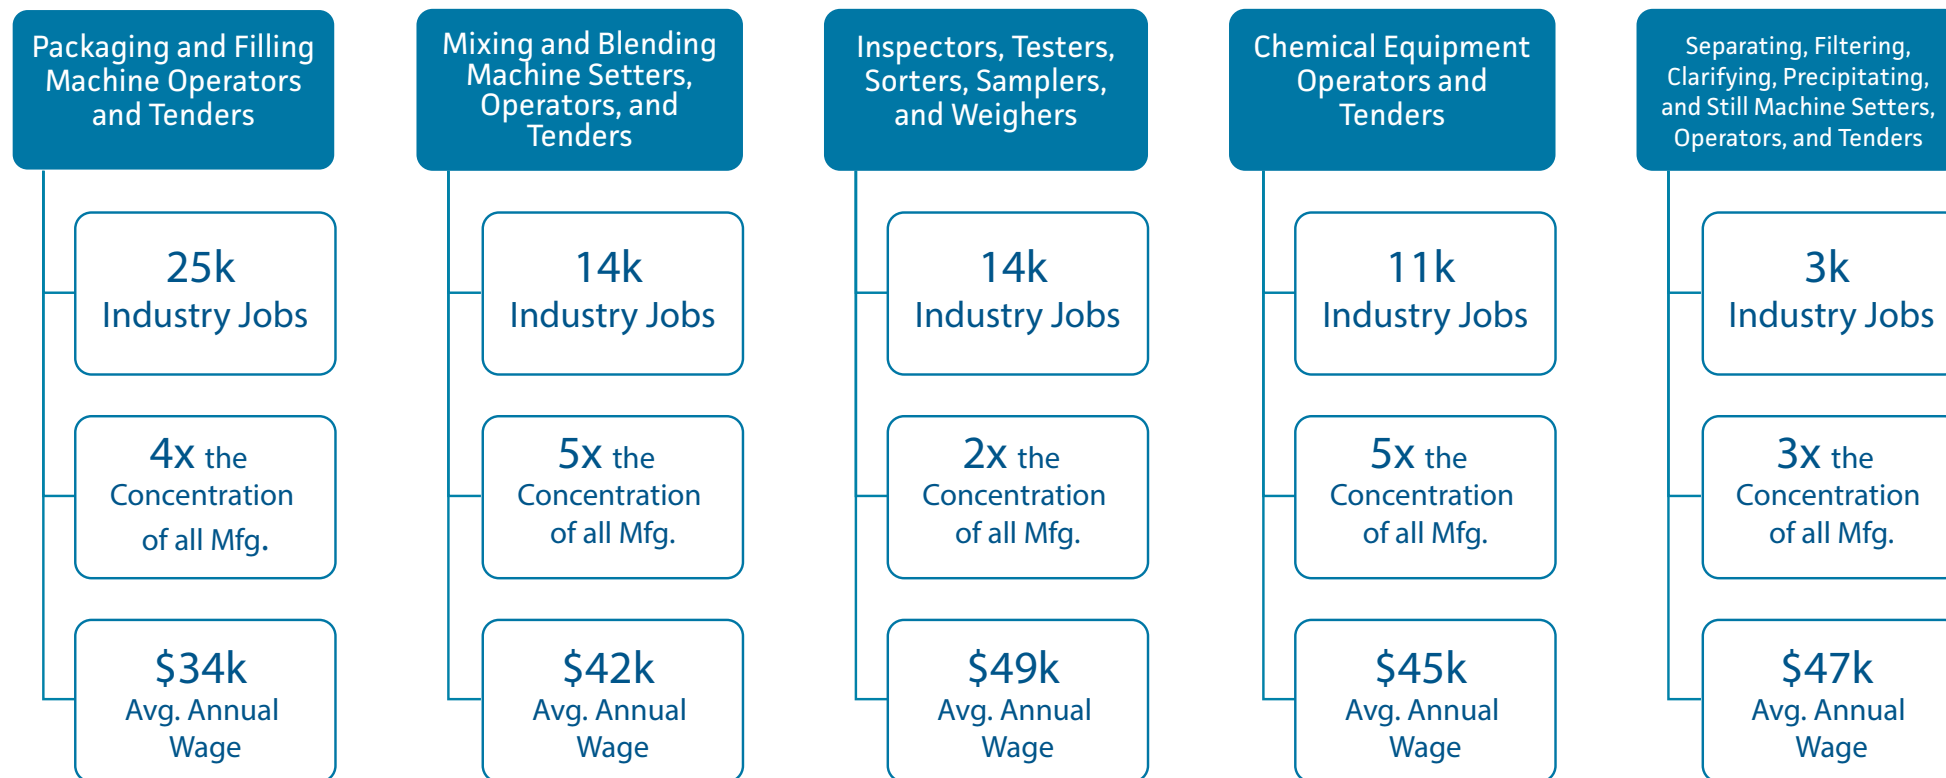 Packaging and Filling
Machine Operators
and Tenders
25k
Industry Jobs
4x the
Concentration
of all Mfg.
$34k
Avg. Annual
Wage
Mixing and Blending
Machine Setters,
Operators, and
Tenders
14k
Industry Jobs
5x the
Concentration
of all Mfg.
$42k
Avg. Annual
Wage
Inspectors, Testers,
Sorters, Samplers,
and Weighers
14k
Industry Jobs
2x the
Concentration
of all Mfg.
$49k
Avg. Annual
Wage
Chemical Equipment
Operators and
Tenders
11k
Industry Jobs
5x the
Concentration
of all Mfg.
$45k
Avg. Annual
Wage
Separating, Filtering,
Clarifying, Precipitating,
and Still Machine Setters,
Operators, and Tenders
3k
Industry Jobs
3x the
Concentration
of all Mfg.
$47k
Avg. Annual
Wage